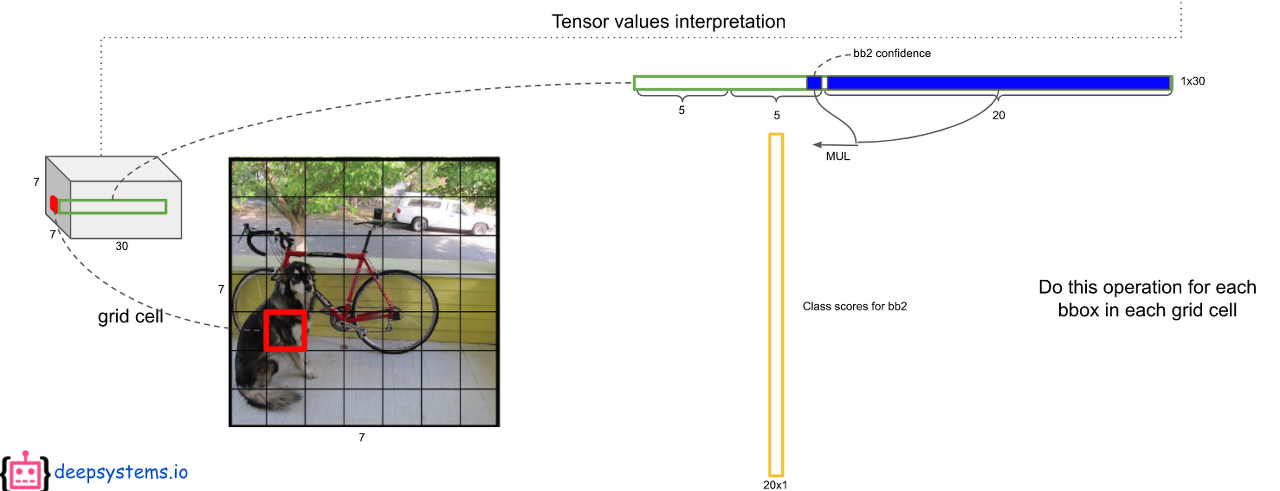 Tensor values interpretation
bb2 confidence
1x30
5
5
20
MUL
7
7
30
7
grid cell
7
Class scores for bb2
Do this operation for each
bbox in each grid cell
20x1
deepsystems.io